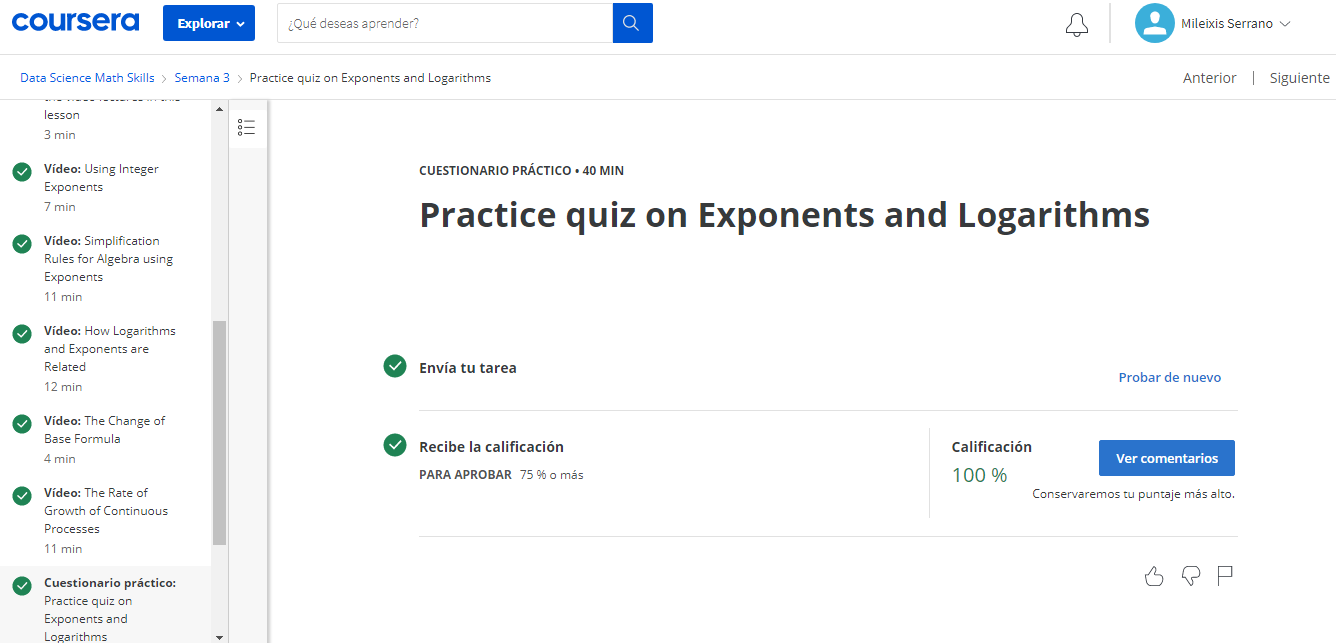 coursera
Explorar
¿Qué deseas aprender?
Mileixis Serrano
Data Science Math Skills > Semana 3 > Practice quiz on Exponents and Logarithms
Anterior | Siguiente
the video lectures in this
lesson
3 min
Vídeo: Using Integer
Exponents
7 min
Vídeo: Simplification
Rules for Algebra using
Exponents
11 min
Vídeo: How Logarithms
and Exponents are
Related
12 min
Vídeo: The Change of
Base Formula
4 min
Vídeo: The Rate of
Growth of Continuous
Processes
11 min
Cuestionario práctico:
Practice quiz on
Exponents and
Logarithms
CUESTIONARIO PRÁCTICO • 40 MIN
Practice quiz on Exponents and Logarithms
Envía tu tarea
Probar de nuevo
Recibe la calificación
PARA APROBAR 75 % o más
Calificación
100 %
Ver comentarios
Conservaremos tu puntaje más alto.